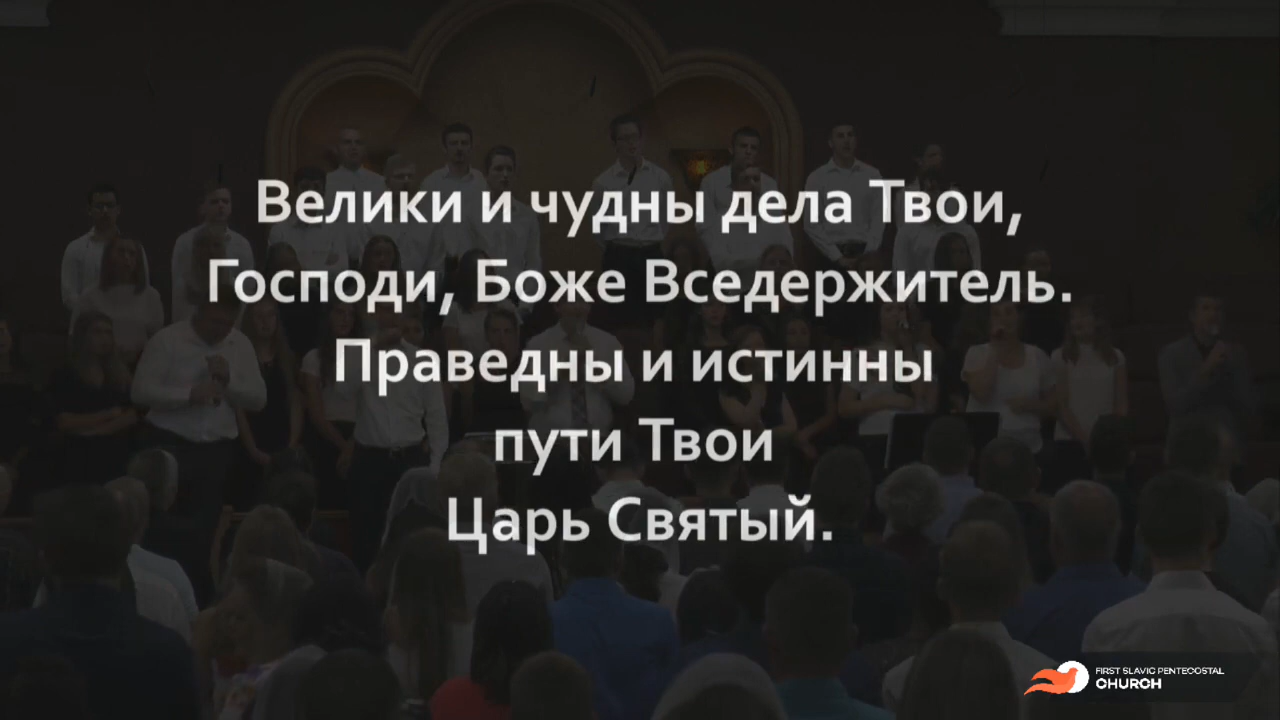 Велики и чудны дела Твои,
Господи, Боже Вседержитель.
Праведны и истинны
пути Твои
Царь Святый.
FIRST SLAVIC PENTECOSTAL
CHURCH